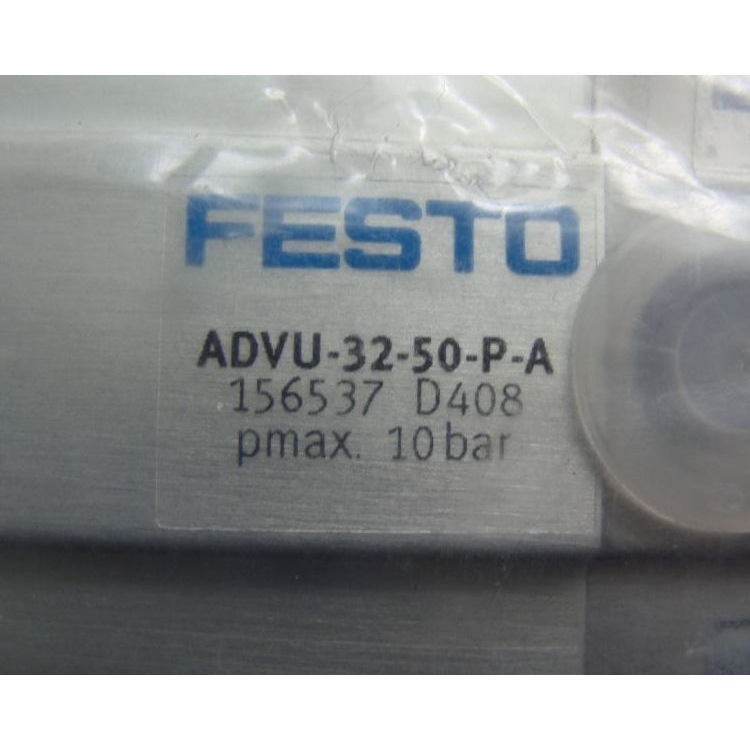 FESTO
ADVU-32-50-P-A
156537 D408
pmax. 10 bar